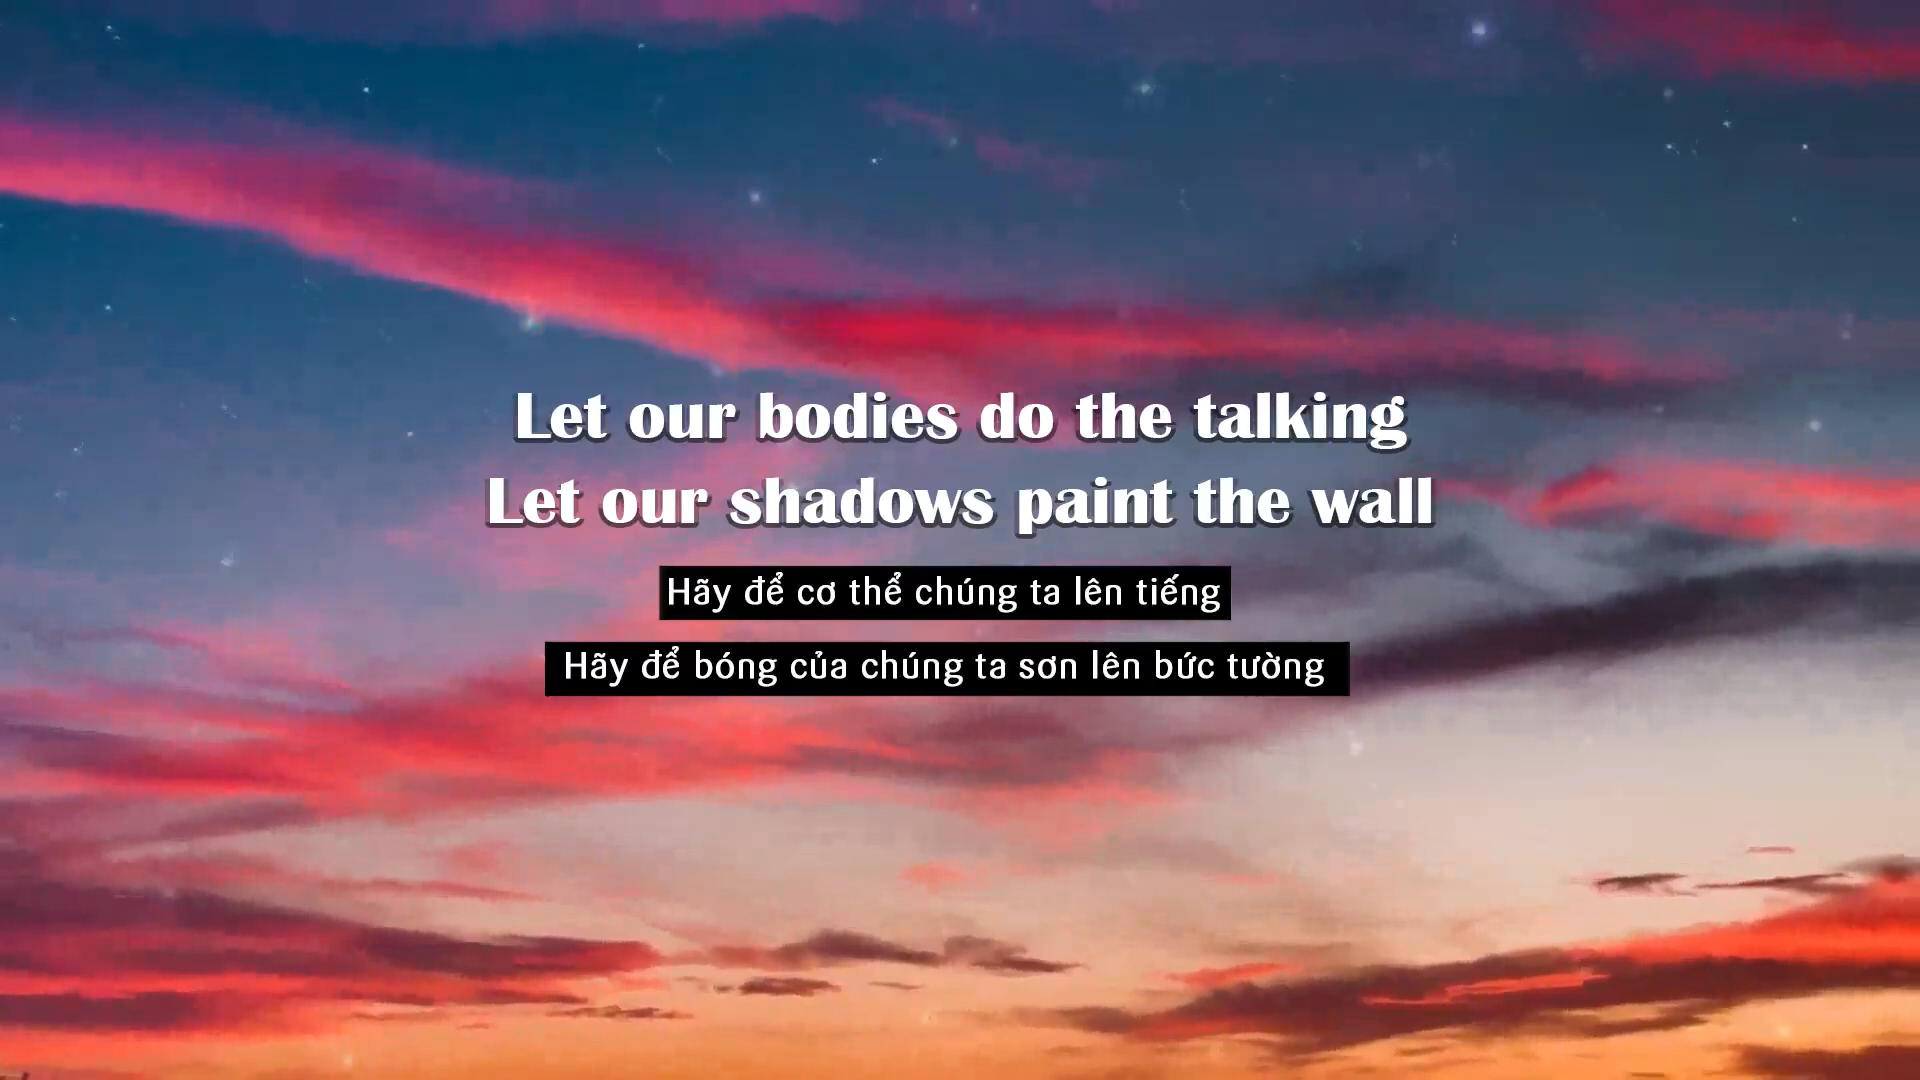 Let our bodies do the talking
Let our shadows paint the wall
Hãy để cơ thể chúng ta lên tiếng
Hãy để bóng của chúng ta sơn lên bức tường